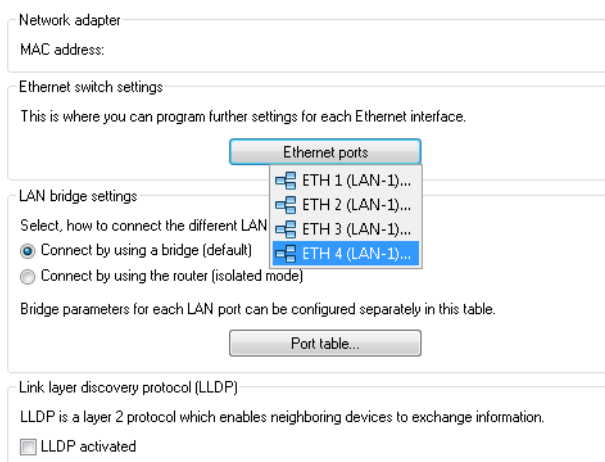 Network adapter
MAC address:
Ethernet switch settings
This is where you can program further settings for each Ethernet interface.
Ethernet ports
ETH 1 (LAN-1)...
ETH 2 (LAN-1)...
ETH 3 (LAN-1)...
ETH 4 (LAN-1)...
LAN bridge settings
Select, how to connect the different LAN
Connect by using a bridge (default)
Connect by using the router (isolated mode)
Bridge parameters for each LAN port can be configured separately in this table.
Port table...
Link layer discovery protocol (LLDP)
LLDP is a layer 2 protocol which enables neighboring devices to exchange information.
LLDP activated